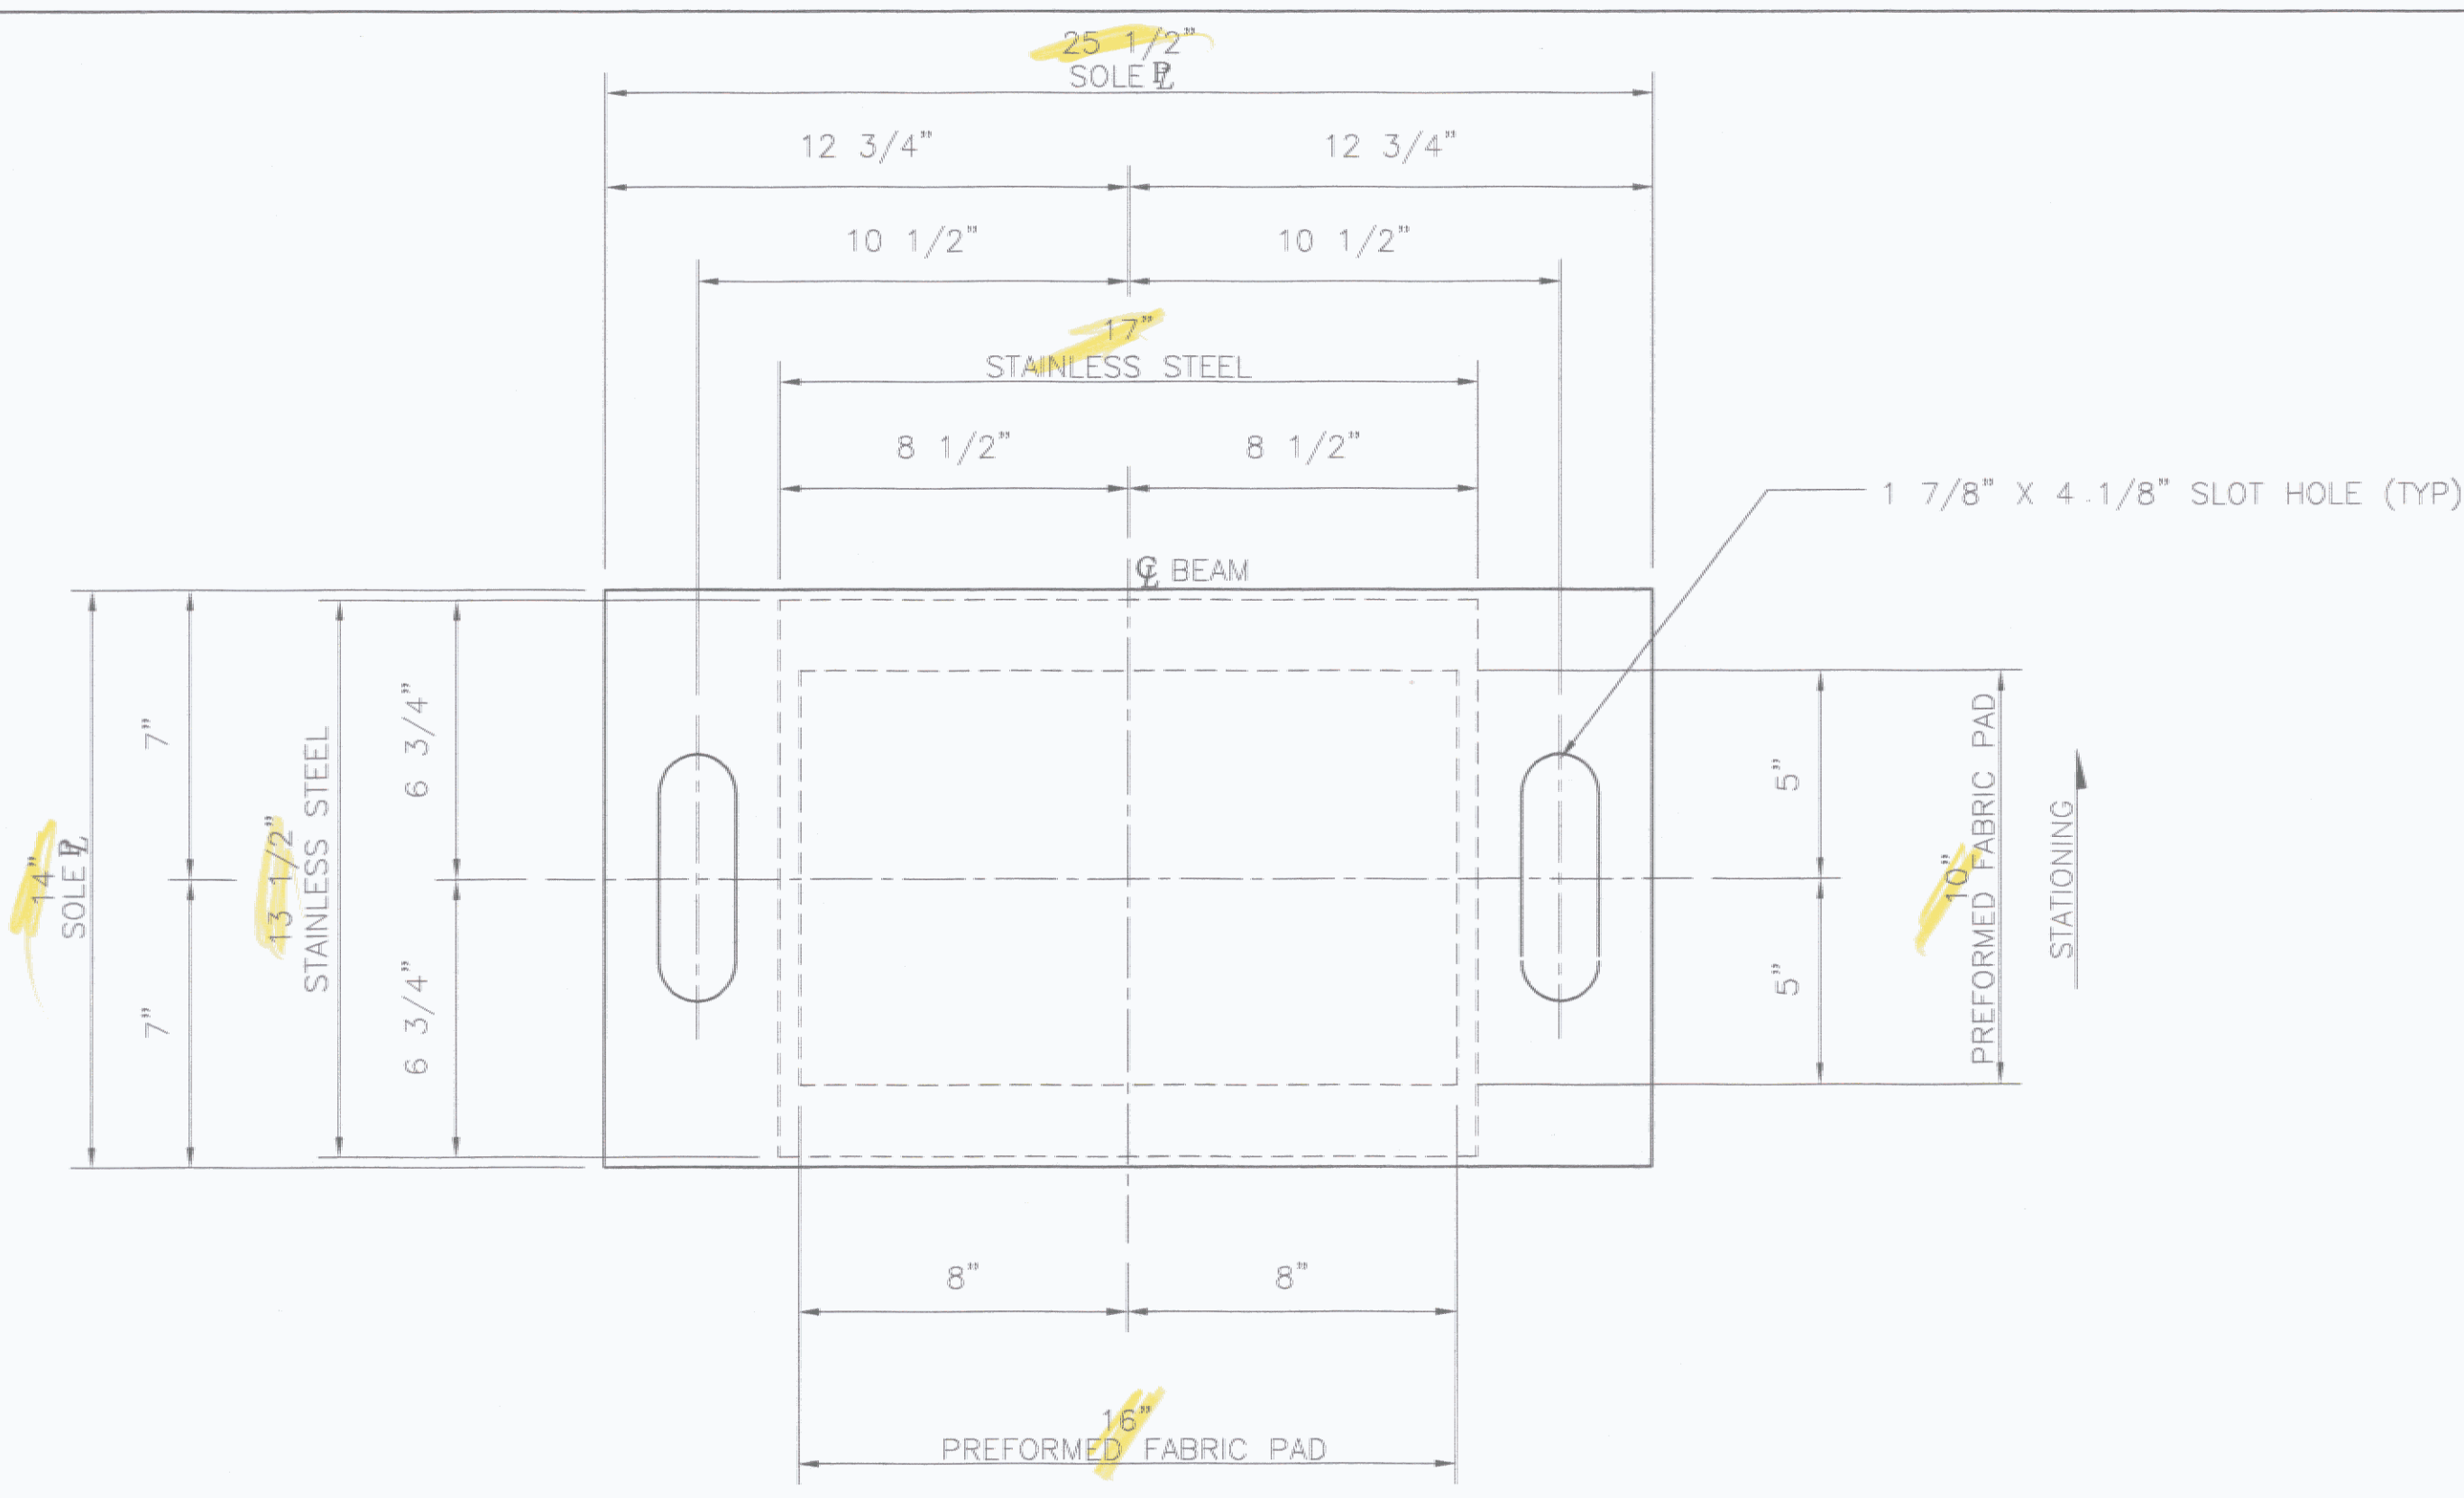 25 1/2"
SOLE ⅊
12 3/4" 12 3/4"
10 1/2" 10 1/2"
17"
STAINLESS STEEL
8 1/2" 8 1/2"
1 7/8" X 4 1/8" SLOT HOLE (TYP)
℄ BEAM
14"
SOLE ⅊
7"
7"
13 1/2"
STAINLESS STEEL
6 3/4"
6 3/4"
5"
5"
10"
PREFORMED FABRIC PAD
STATIONING
8" 8"
16"
PREFORMED FABRIC PAD